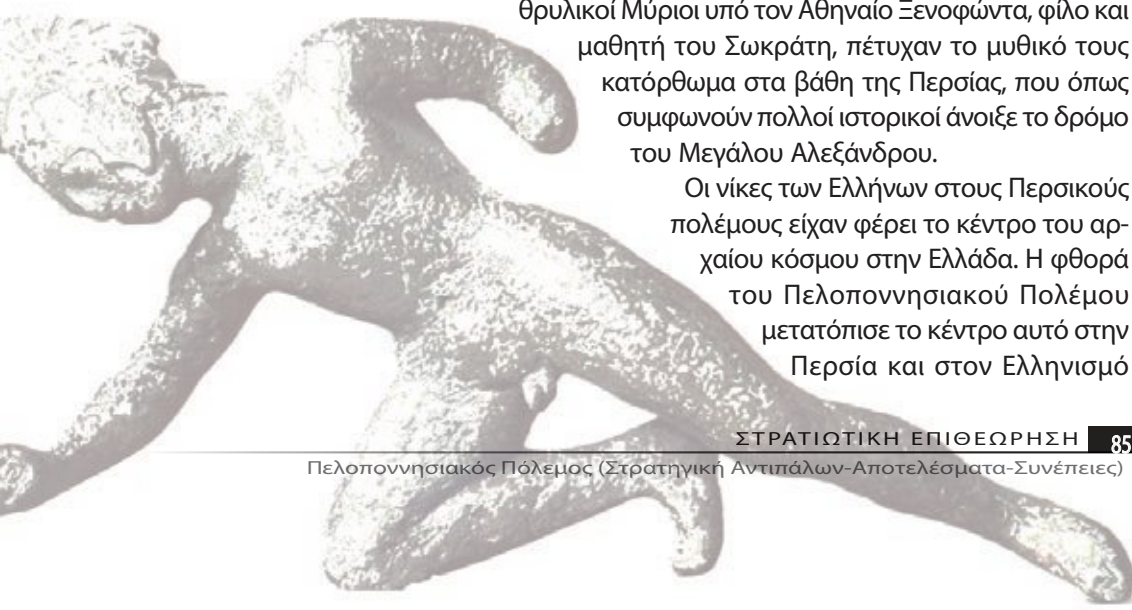 θρυλικοί Μύριοι υπό τον Αθηναίο Ξενοφώντα, φίλο και
μαθητή του Σωκράτη, πέτυχαν το μυθικό τους
κατόρθωμα στα βάθη της Περσίας, που όπως
συμφωνούν πολλοί ιστορικοί άνοιξε το δρόμο
του Μεγάλου Αλεξάνδρου.
Οι νίκες των Ελλήνων στους Περσικούς
πολέμους είχαν φέρει το κέντρο του αρ-
χαίου κόσμου στην Ελλάδα. Η φθορά
του Πελοποννησιακού Πολέμου
μετατόπισε το κέντρο αυτό στην
Περσία και στον Ελληνισμό
ΣΤΡΑΤΙΩΤΙΚΗ ΕΠΙΘΕΩΡΗΣΗ 85
Πελοποννησιακός Πόλεμος (Στρατηγική Αντιπάλων-Αποτελέσματα-Συνέπειες)